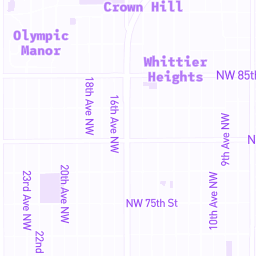 Crown Hill
Olympic
Manor
Whittier
Heights
NW 85th
18th Ave NW
16th Ave NW
9th Ave NW
N
20th Ave NW
23rd Ave NW
22nd
NW 75th St
10th Ave NW